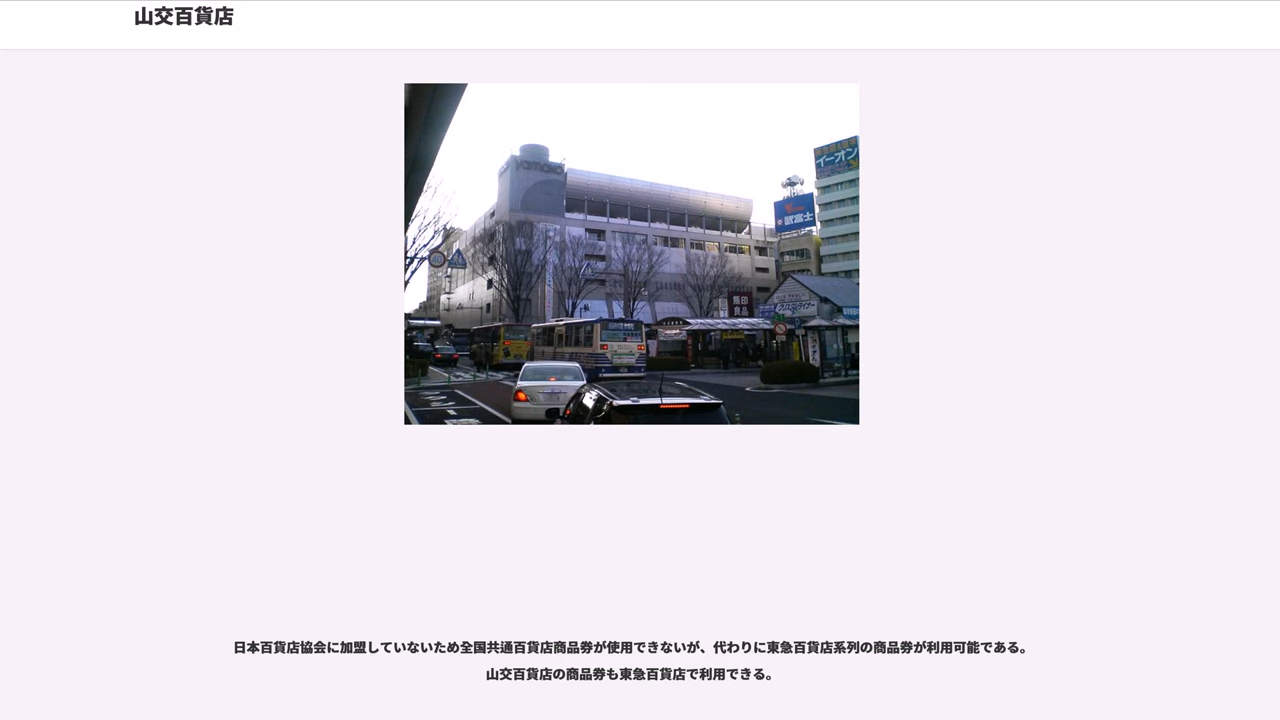 山交百貨店
yamako
イーオン
武富士
無印
良品
日本百貨店協会に加盟していないため全国共通百貨店商品券が使用できないが、代わりに東急百貨店系列の商品券が利用可能である。
山交百貨店の商品券も東急百貨店で利用できる。